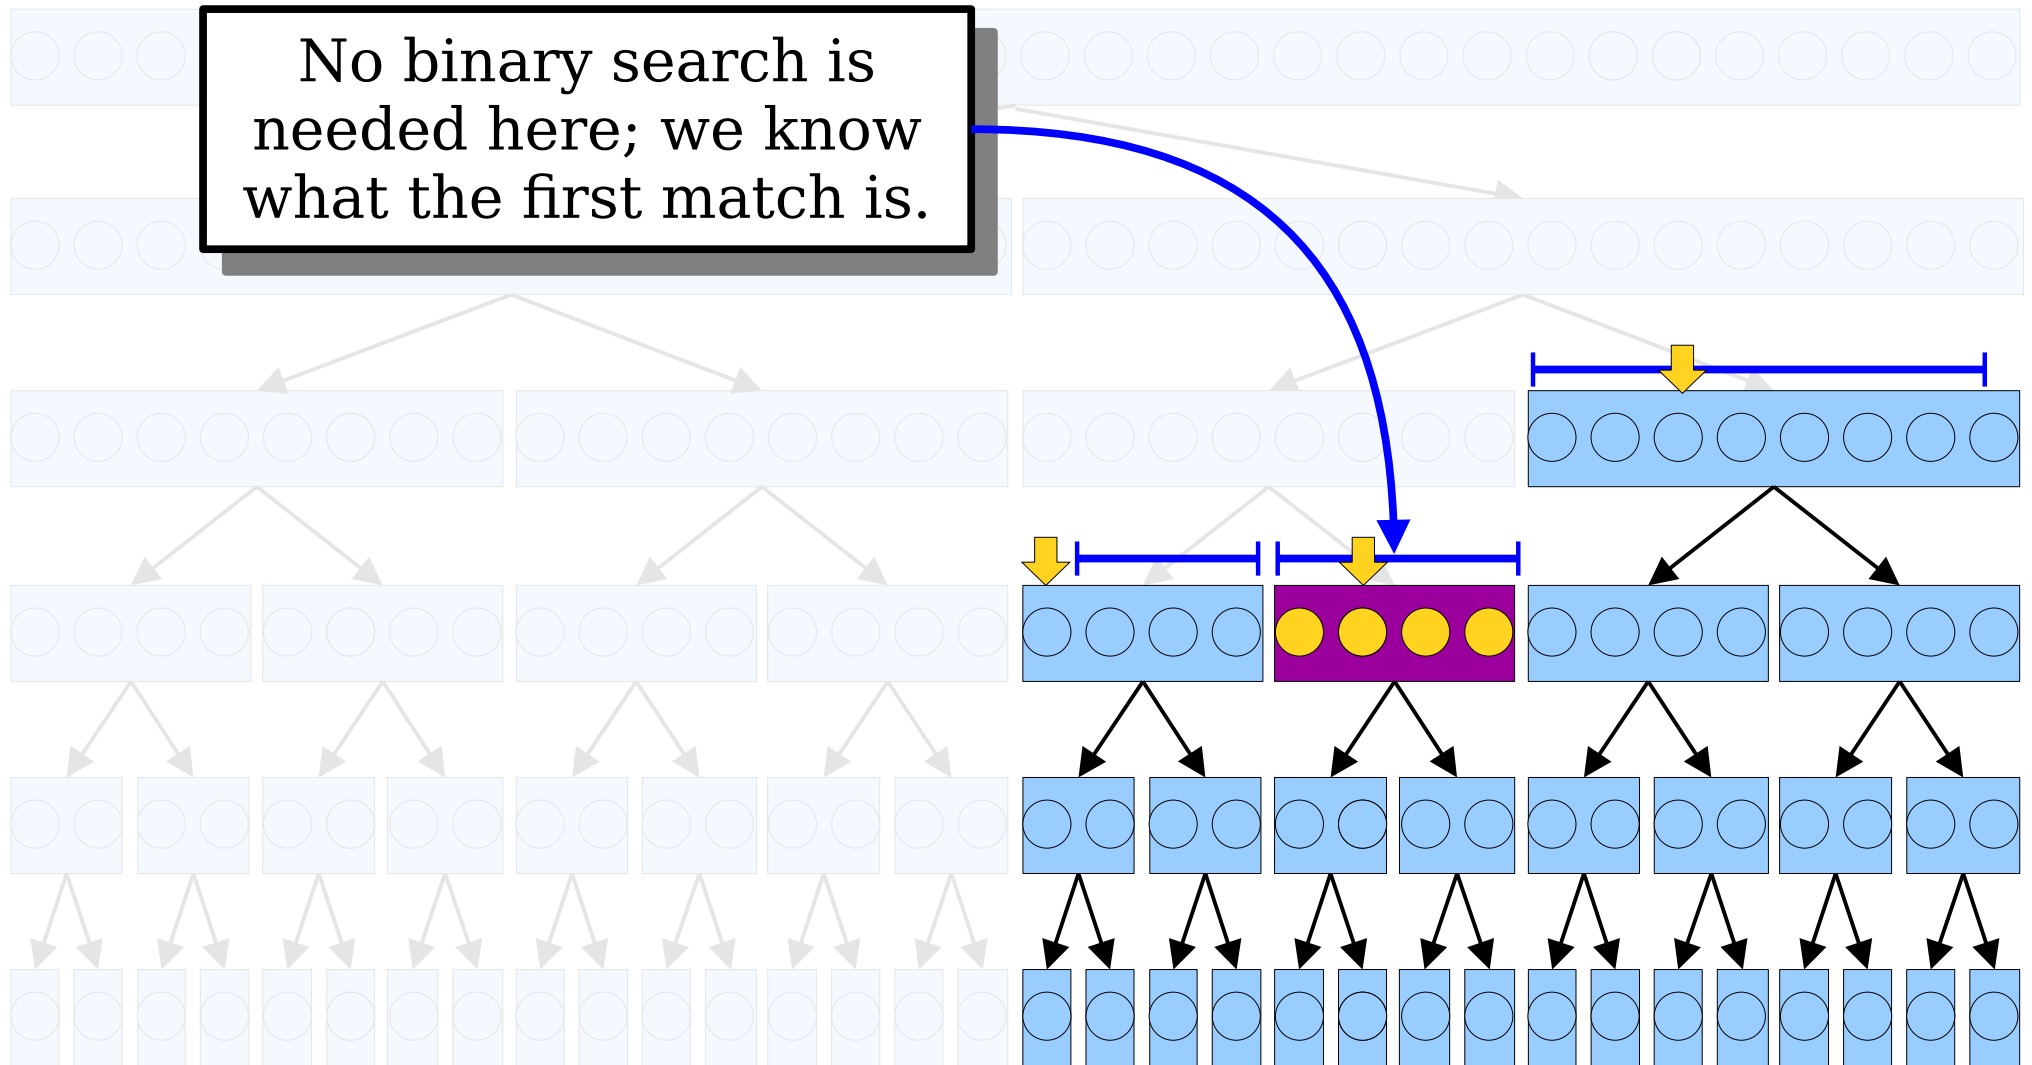 No binary search is
needed here; we know
what the first match is.